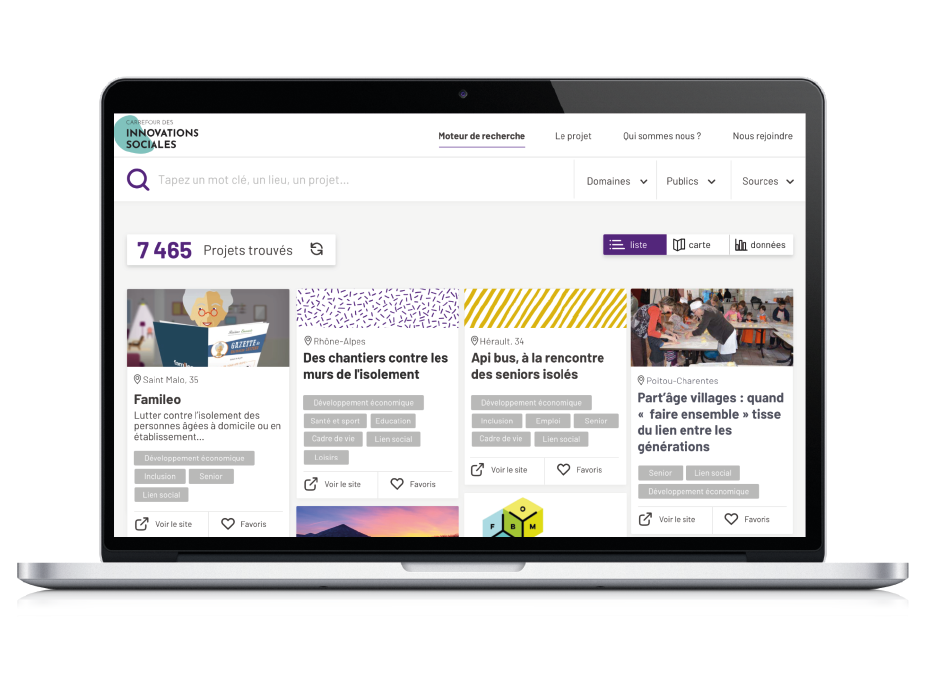 CARREFOUR DES
INNOVATIONS
SOCIALES
Moteur de recherche
Le projet
Qui sommes nous ?
Nous rejoindre
Tapez un mot clé, un lieu, un projet...
Domaines
Publics
Sources
7 465 Projets trouvés
liste
carte
données
GAZETTE
Saint Malo, 35
Famileo
Lutter contre l'isolement des
personnes âgées à domicile ou en
établissement...
Développement économique
Inclusion
Senior
Lien social
Voir le site
Favoris
Rhône-Alpes
Des chantiers contre les
murs de l'isolement
Développement économique
Santé et sport
Education
Cadre de vie
Lien social
Loisirs
Voir le site
Favoris
Hérault, 34
Api bus, à la rencontre
des seniors isolés
Développement économique
Inclusion
Emploi
Senior
Cadre de vie
Lien social
Voir le site
Favoris
F B M
Poitou-Charentes
Part'âge villages : quand
« faire ensemble » tisse
du lien entre les
générations
Senior
Lien social
Développement économique
Voir le site
Favoris